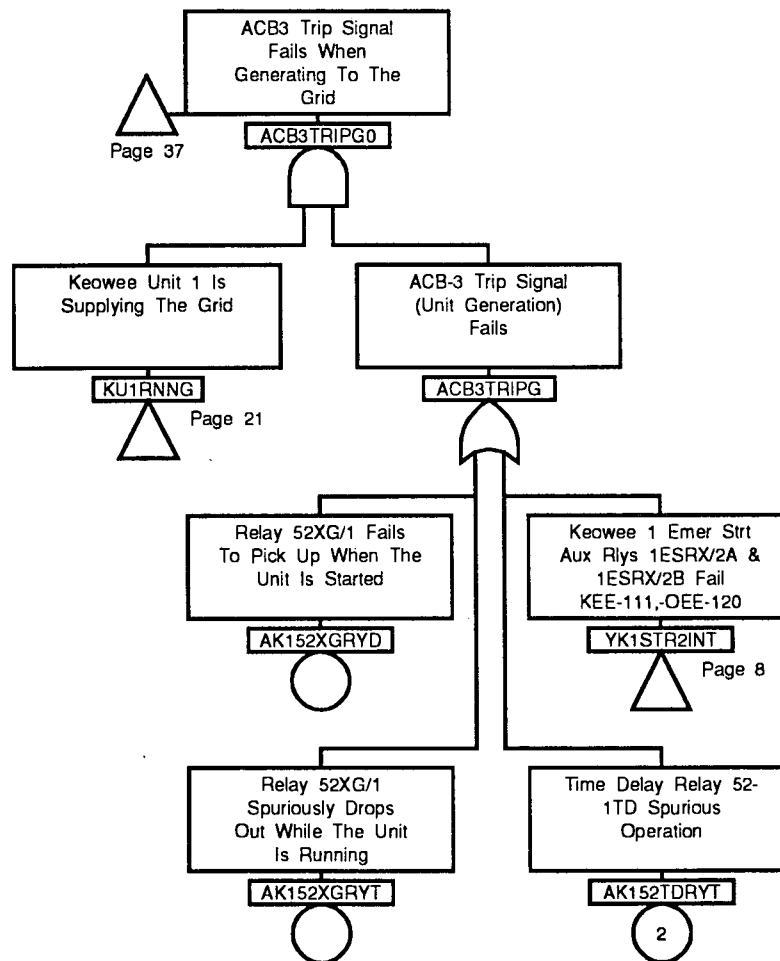 ACB3 Trip Signal
Fails When
Generating To The
Grid
Page 37
ACB3TRIPG0
Keowee Unit 1 Is
Supplying The Grid
KU1RNNG
Page 21
ACB-3 Trip Signal
(Unit Generation)
Fails
ACB3TRIPG
Relay 52XG/1 Fails
To Pick Up When The
Unit Is Started
AK152XGRYD
Keowee 1 Emer Strt
Aux Rlys 1ESRX/2A &
1ESRX/2B Fail
KEE-111,-OEE-120
YK1STR2INT
Page 8
Relay 52XG/1
Spuriously Drops
Out While The Unit
Is Running
AK152XGRYT
Time Delay Relay 52-
1TD Spurious
Operation
AK152TDRYT
2